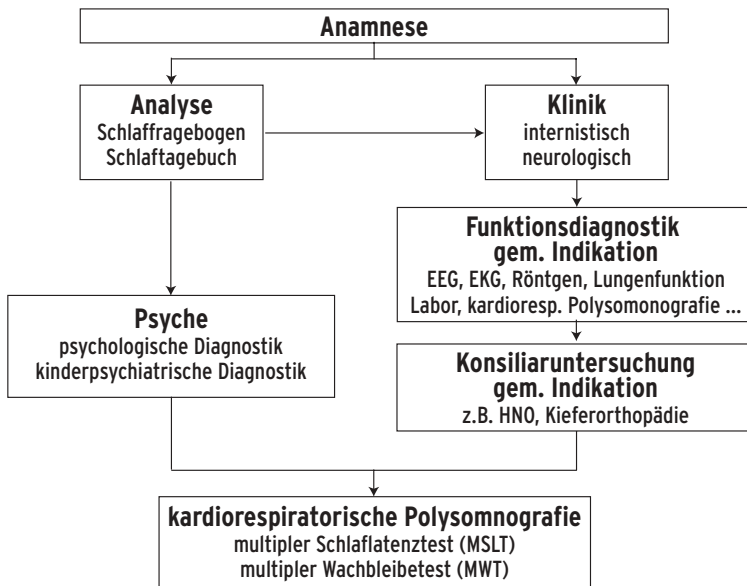 Anamnese
Analyse
Schlaffragebogen
Schlaftagebuch
Klinik
internistisch
neurologisch
Funktionsdiagnostik
gem. Indikation
EEG, EKG, Röntgen, Lungenfunktion
Labor, kardioresp. Polysomonografie ...
Psyche
psychologische Diagnostik
kinderpsychiatrische Diagnostik
Konsiliaruntersuchung
gem. Indikation
z.B. HNO, Kieferorthopädie
kardiorespiratorische Polysomnografie
multipler Schlaflatenztest (MSLT)
multipler Wachbleibetest (MWT)